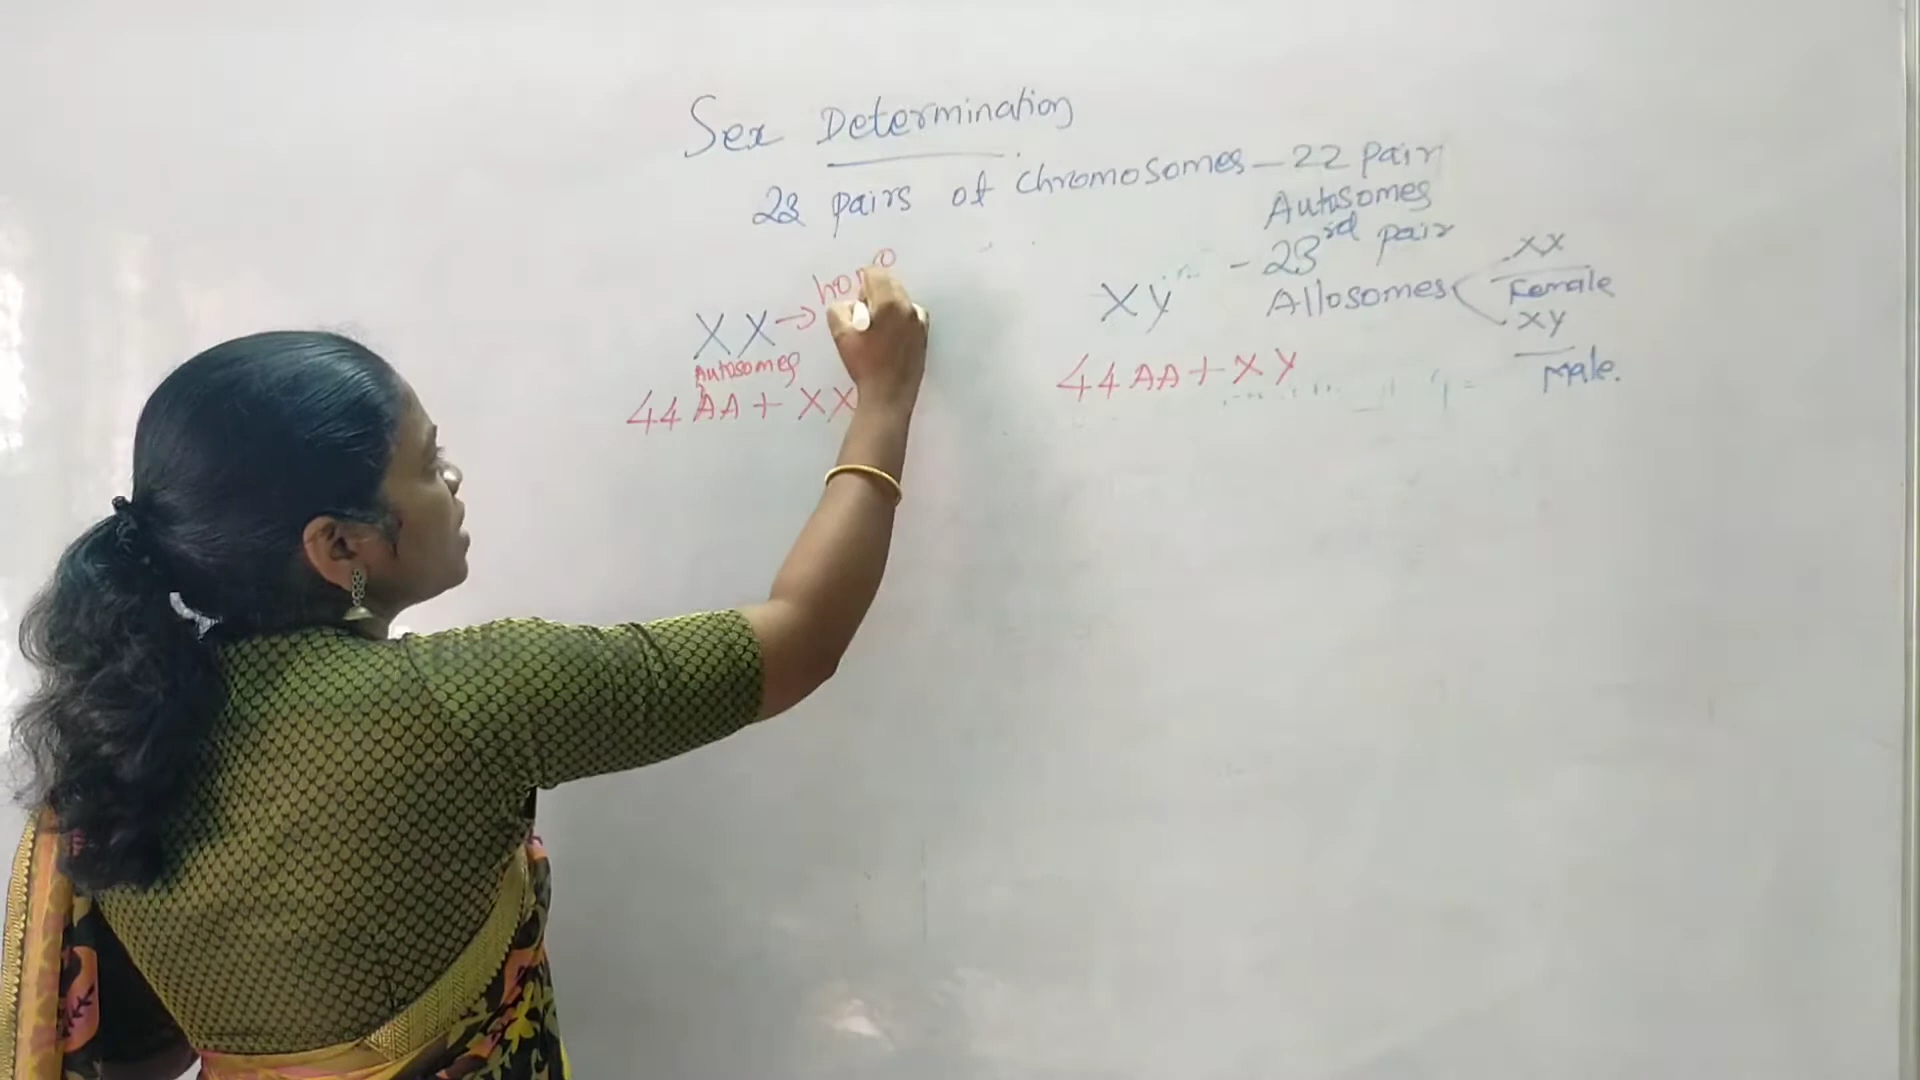 Sex Determination
23 pairs of chromosomes - 22 pair
Autosomes
- 23rd pair
Allosomes
XX
Female
XY
Male.
XX → homo
Autosomes
44 AA + XX
XY
44 AA + XY